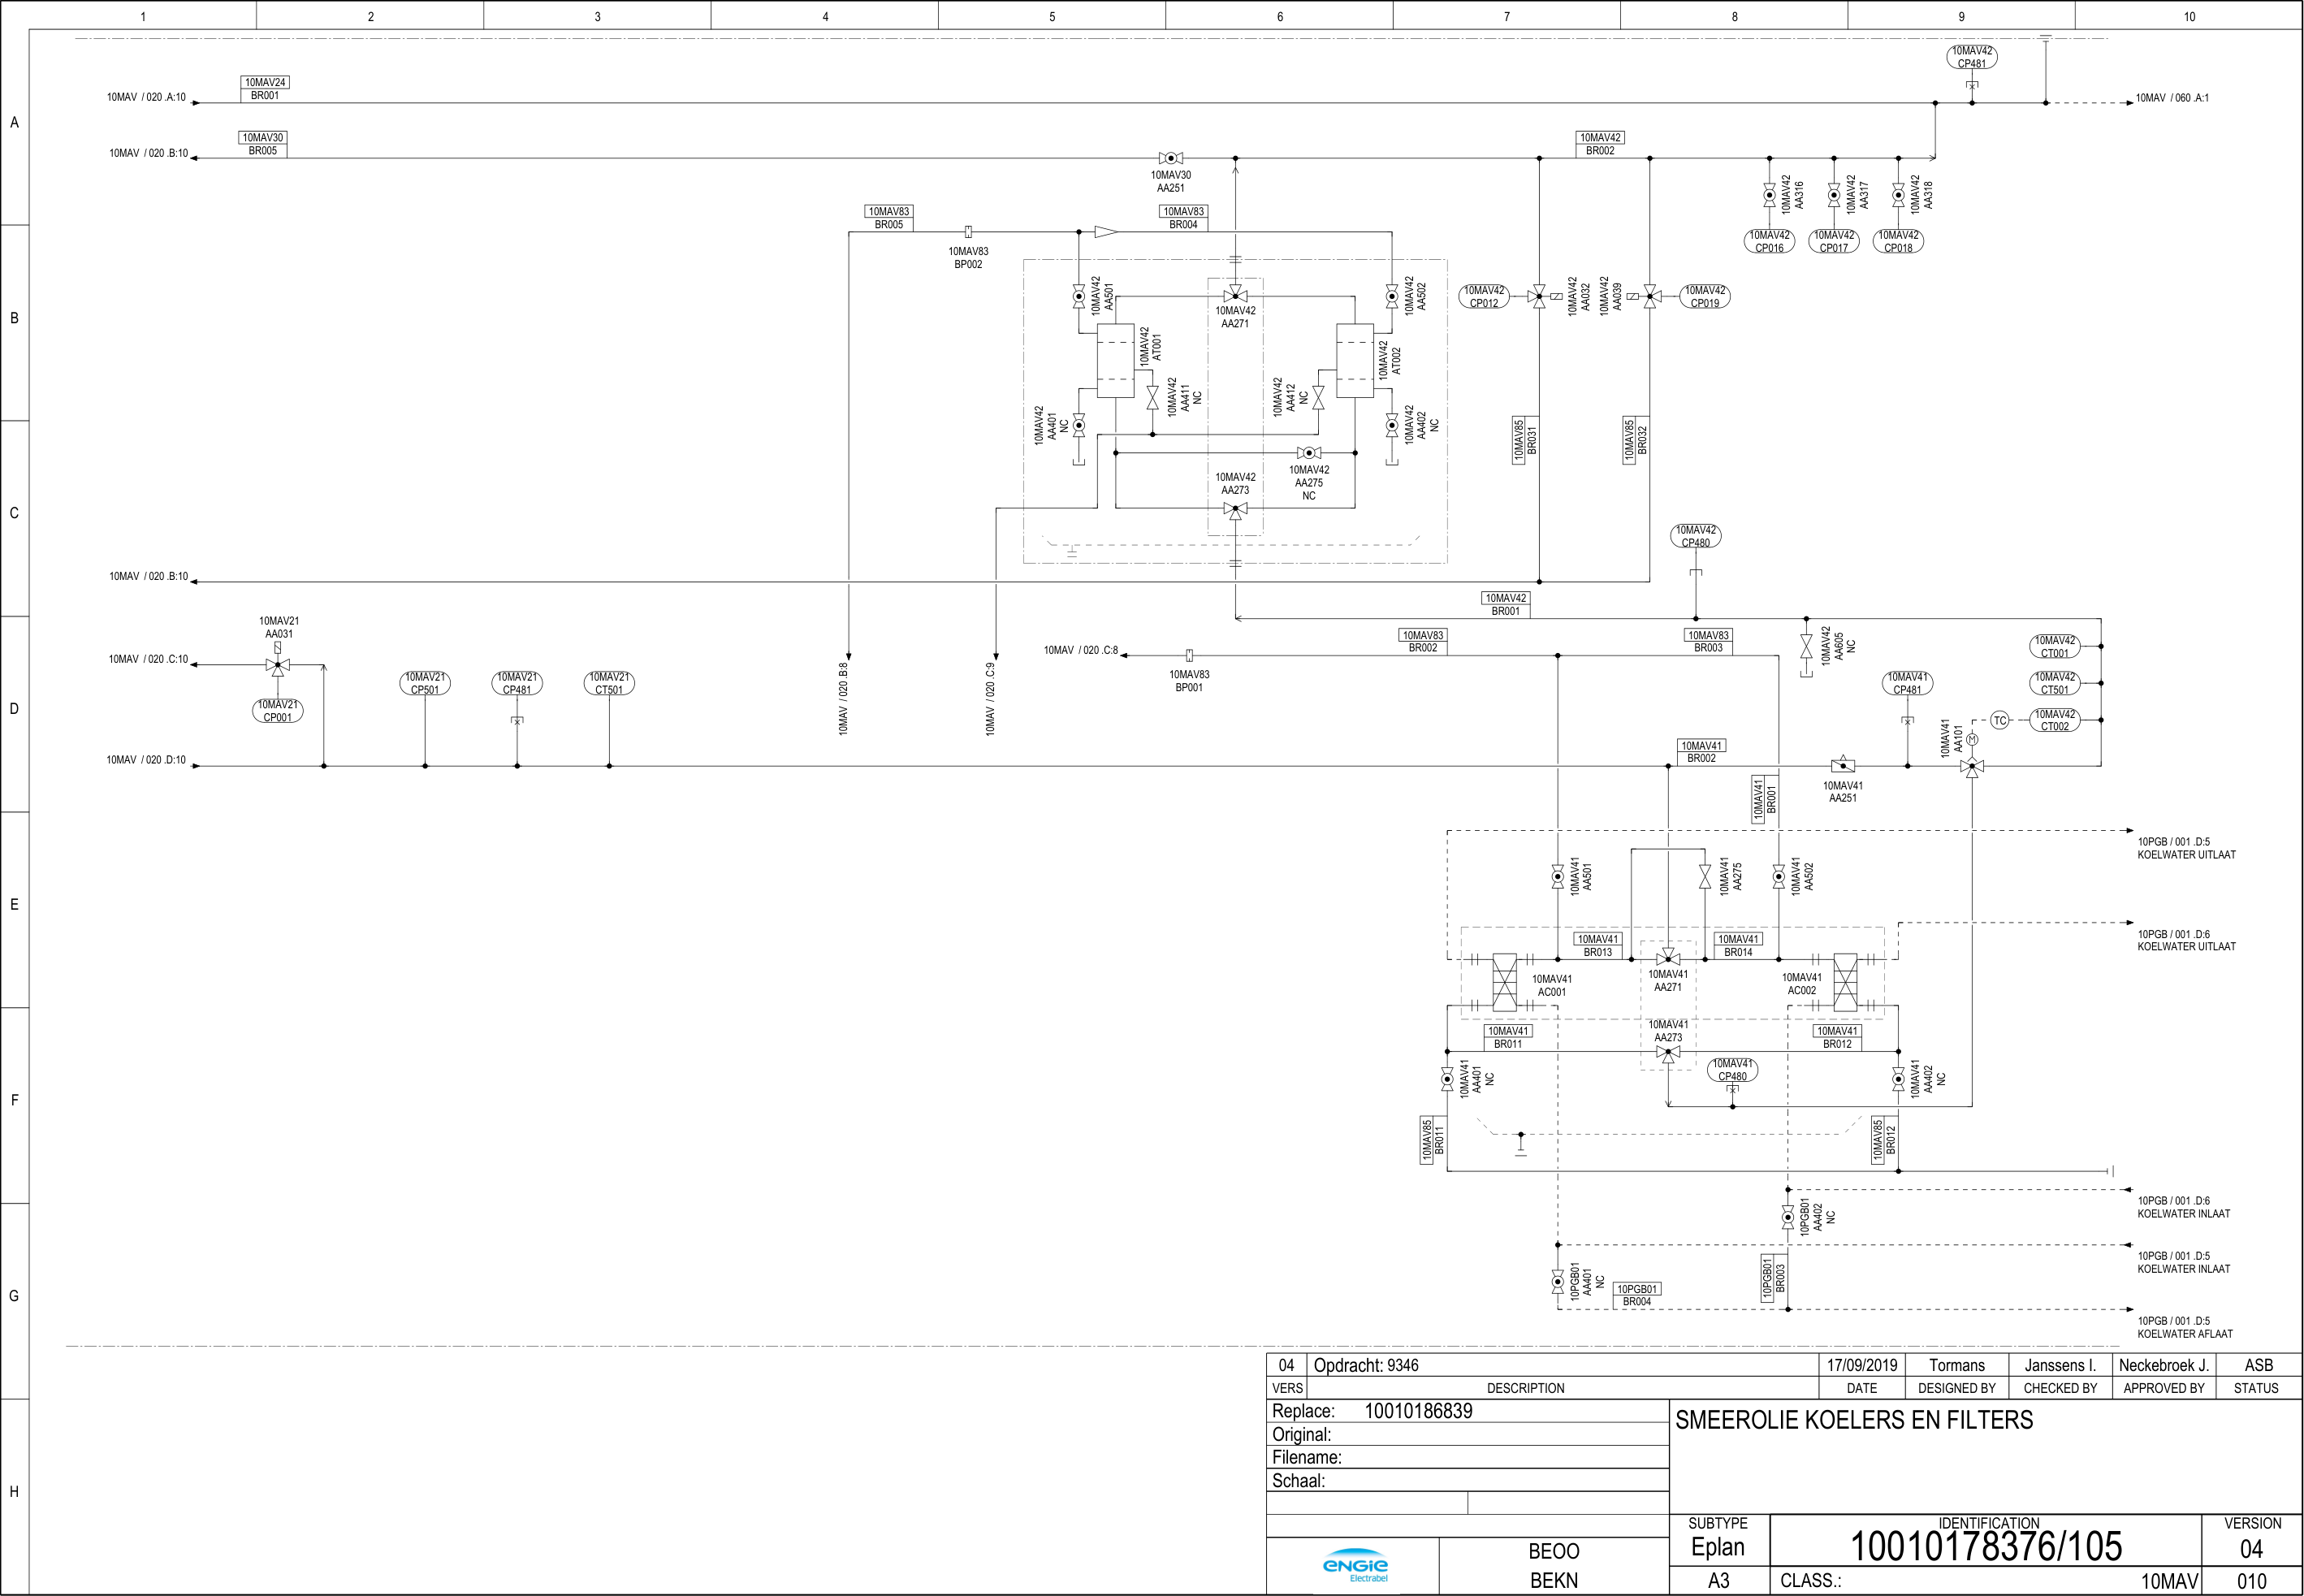 1 2 3 4 5 6 7 8 9 10
A
B
C
D
E
F
G
H
10MAV42
CP481
10MAV / 020 .A:10
10MAV24
BR001
10MAV / 060 .A:1
10MAV / 020 .B:10
10MAV30
BR005
10MAV30
AA251
10MAV42
BR002
10MAV42
AA316
10MAV42
AA317
10MAV42
AA318
10MAV42
CP016
10MAV42
CP017
10MAV42
CP018
10MAV83
BR005
10MAV83
BP002
10MAV83
BR004
10MAV42
AA501
10MAV42
AA271
10MAV42
AA502
10MAV42
CP012
10MAV42
AA032
10MAV42
AA039
10MAV42
CP019
10MAV42
AT001
10MAV42
AT002
10MAV42
AA411
NC
10MAV42
AA412
NC
10MAV42
AA401
NC
10MAV42
AA402
NC
10MAV42
AA273
10MAV42
AA275
NC
10MAV85
BR031
10MAV85
BR032
10MAV42
CP480
10MAV / 020 .B:10
10MAV42
BR001
10MAV21
AA031
10MAV / 020 .C:10
10MAV21
CP001
10MAV21
CP501
10MAV21
CP481
10MAV21
CT501
10MAV / 020 .B:8
10MAV / 020 .C:9
10MAV / 020 .C:8
10MAV83
BP001
10MAV83
BR002
10MAV83
BR003
10MAV42
AA605
NC
10MAV42
CT001
10MAV42
CT501
10MAV42
CT002
TC
M
10MAV41
CP481
10MAV41
AA101
10MAV / 020 .D:10
10MAV41
BR002
10MAV41
AA251
10MAV41
BR001
10PGB / 001 .D:5
KOELWATER UITLAAT
10MAV41
AA501
10MAV41
AA275
10MAV41
AA502
10PGB / 001 .D:6
KOELWATER UITLAAT
10MAV41
BR013
10MAV41
BR014
10MAV41
AC001
10MAV41
AA271
10MAV41
AC002
10MAV41
BR011
10MAV41
AA273
10MAV41
BR012
10MAV41
AA401
NC
10MAV41
CP480
10MAV41
AA402
NC
10MAV85
BR011
10MAV85
BR012
10PGB / 001 .D:6
KOELWATER INLAAT
10PGB01
AA402
NC
10PGB / 001 .D:5
KOELWATER INLAAT
10PGB01
AA401
NC
10PGB01
BR004
10PGB01
BR003
10PGB / 001 .D:5
KOELWATER AFLAAT
04 Opdracht: 9346 17/09/2019 Tormans Janssens I. Neckebroek J. ASB
VERS DESCRIPTION DATE DESIGNED BY CHECKED BY APPROVED BY STATUS
Replace: 10010186839
Original:
Filename:
Schaal:
SMEEROLIE KOELERS EN FILTERS
ENGIE
Electrabel
BEOO
BEKN
SUBTYPE
Eplan
A3
IDENTIFICATION
10010178376/105
CLASS.: 10MAV
VERSION
04
010